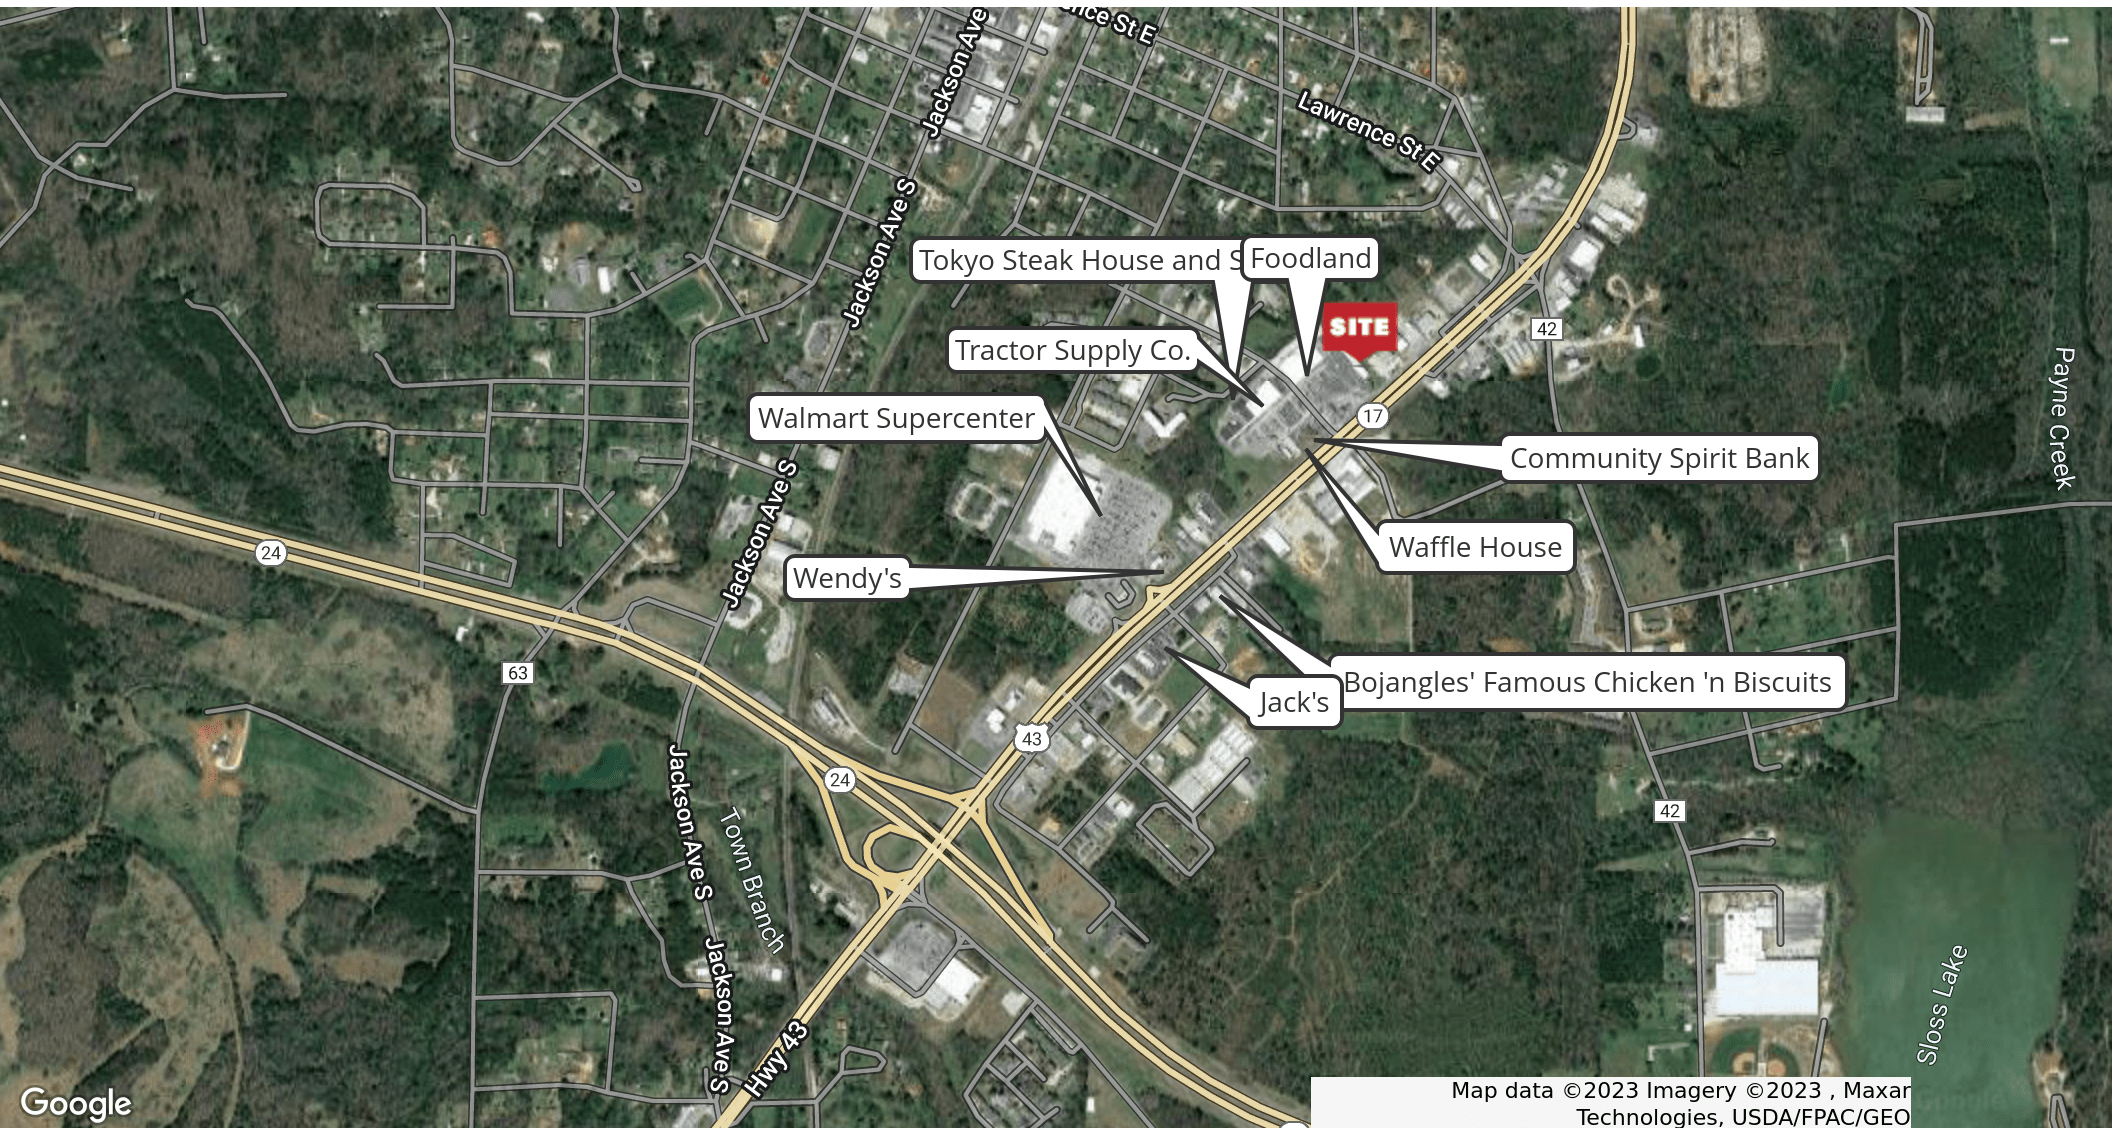 nce St E
Jackson Ave
Lawrence St E
Jackson Ave S
Tokyo Steak House and S
Foodland
SITE
42
Tractor Supply Co.
Walmart Supercenter
17
Payne Creek
Community Spirit Bank
Jackson Ave S
24
Waffle House
Wendy's
63
Bojangles' Famous Chicken 'n Biscuits
Jack's
43
24
42
Jackson Ave S
Town Branch
Jackson Ave S
Sloss Lake
Hwy 43
Google
Map data ©2023 Imagery ©2023 , Maxar
Technologies, USDA/FPAC/GEO